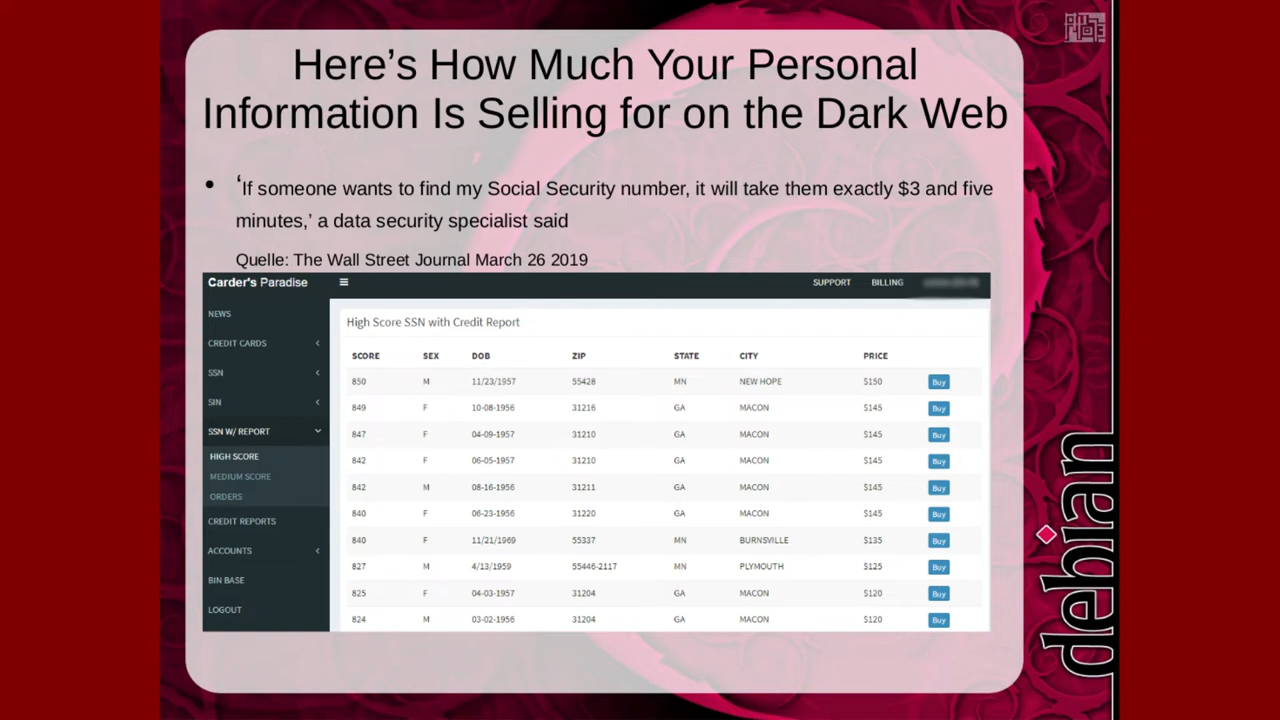 Here’s How Much Your Personal
Information Is Selling for on the Dark Web
• ‘If someone wants to find my Social Security number, it will take them exactly $3 and five
minutes,’ a data security specialist said
Quelle: The Wall Street Journal March 26 2019
Carder's Paradise SUPPORT BILLING
NEWS
CREDIT CARDS
SSN
SIN
SSN W/ REPORT
HIGH SCORE
MEDIUM SCORE
ORDERS
CREDIT REPORTS
ACCOUNTS
BIN BASE
LOGOUT
High Score SSN with Credit Report
SCORE SEX DOB ZIP STATE CITY PRICE
850 M 11/23/1957 55428 MN NEW HOPE $150 Buy
849 F 10-08-1956 31216 GA MACON $145 Buy
847 F 04-09-1957 31210 GA MACON $145 Buy
842 F 06-05-1957 31210 GA MACON $145 Buy
842 M 08-16-1956 31211 GA MACON $145 Buy
840 F 06-23-1956 31220 GA MACON $145 Buy
840 F 11/21/1969 55337 MN BURNSVILLE $135 Buy
827 M 4/13/1959 55446-2117 MN PLYMOUTH $125 Buy
825 F 04-03-1957 31204 GA MACON $120 Buy
824 M 03-02-1956 31204 GA MACON $120 Buy
debian